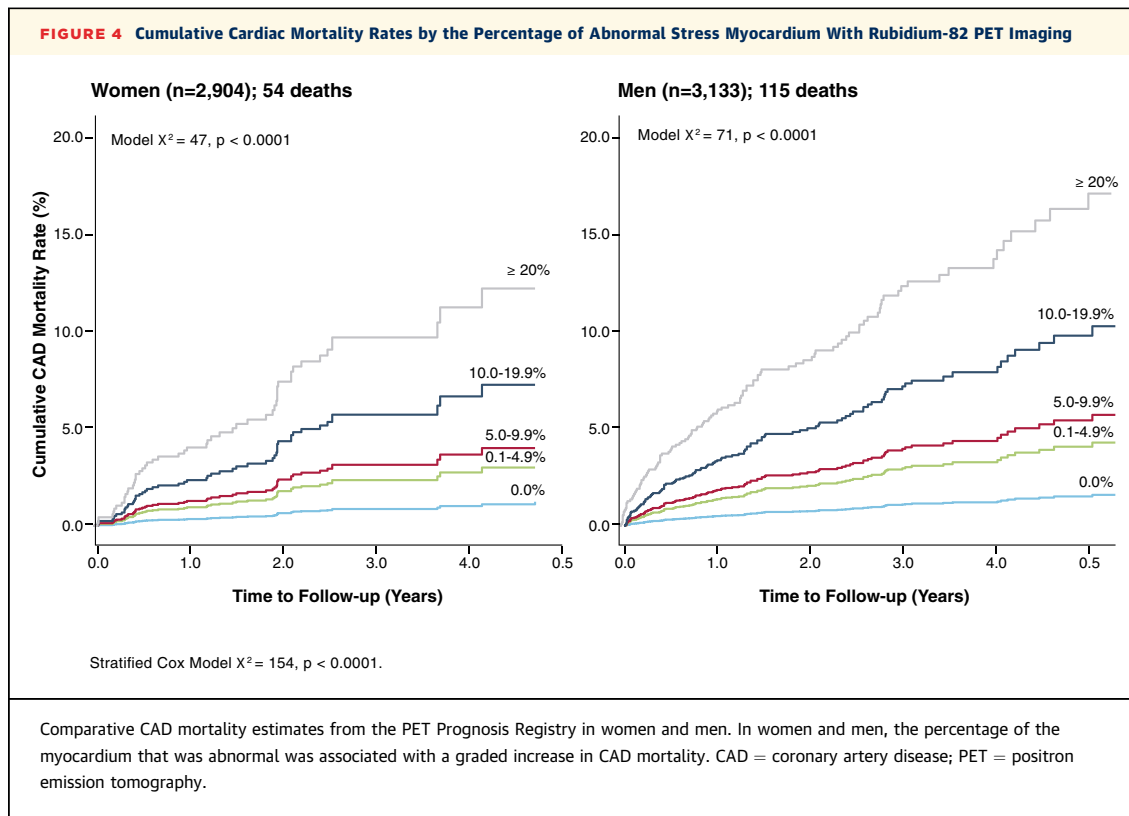 FIGURE 4 Cumulative Cardiac Mortality Rates by the Percentage of Abnormal Stress Myocardium With Rubidium-82 PET Imaging
Women (n=2,904); 54 deaths
Model X² = 47, p < 0.0001
20.0
15.0
10.0
5.0
0.0
Cumulative CAD Mortality Rate (%)
≥ 20%
10.0-19.9%
5.0-9.9%
0.1-4.9%
0.0%
0.0 1.0 2.0 3.0 4.0 0.5
Time to Follow-up (Years)
Men (n=3,133); 115 deaths
Model X² = 71, p < 0.0001
20.0
15.0
10.0
5.0
0.0
≥ 20%
10.0-19.9%
5.0-9.9%
0.1-4.9%
0.0%
0.0 1.0 2.0 3.0 4.0 0.5
Time to Follow-up (Years)
Stratified Cox Model X² = 154, p < 0.0001.
Comparative CAD mortality estimates from the PET Prognosis Registry in women and men. In women and men, the percentage of the
myocardium that was abnormal was associated with a graded increase in CAD mortality. CAD = coronary artery disease; PET = positron
emission tomography.